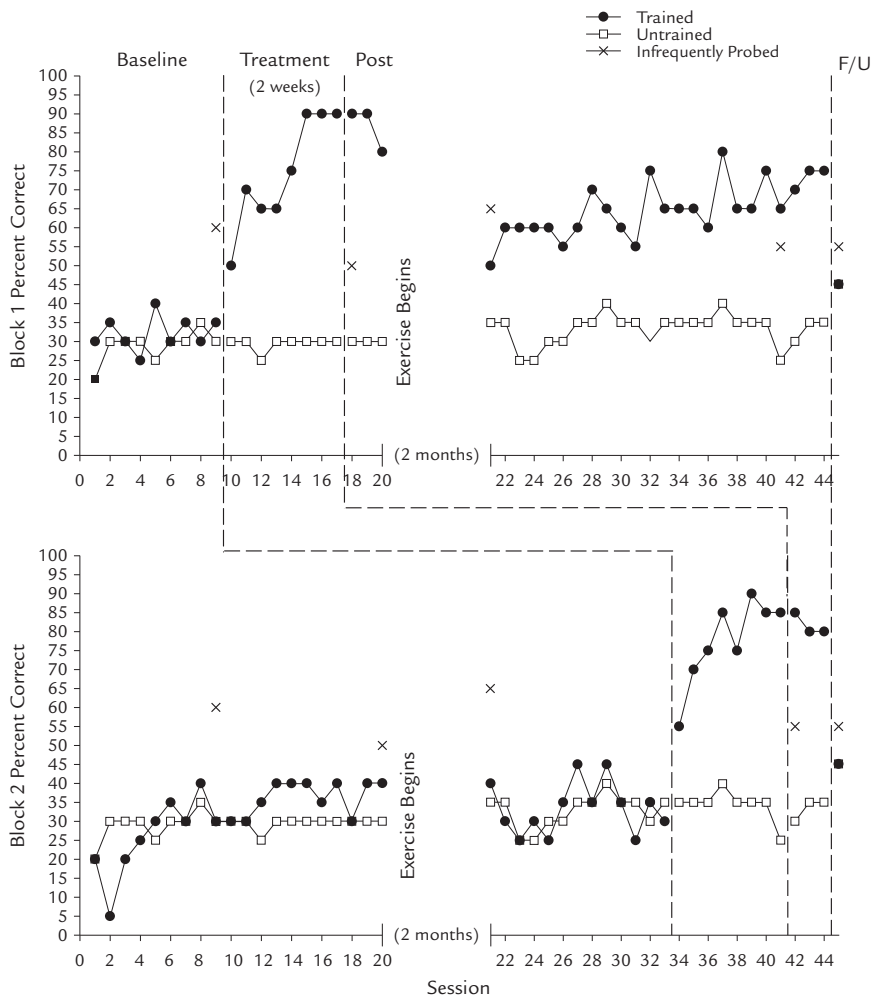 Trained
Untrained
Infrequently Probed
Baseline
Treatment
(2 weeks)
Post
F/U
Block 1 Percent Correct
100
95
90
85
80
75
70
65
60
55
50
45
40
35
30
25
20
15
10
5
0
Exercise Begins
(2 months)
0 2 4 6 8 10 12 14 16 18 20 22 24 26 28 30 32 34 36 38 40 42 44
Block 2 Percent Correct
100
95
90
85
80
75
70
65
60
55
50
45
40
35
30
25
20
15
10
5
0
Exercise Begins
(2 months)
0 2 4 6 8 10 12 14 16 18 20 22 24 26 28 30 32 34 36 38 40 42 44
Session